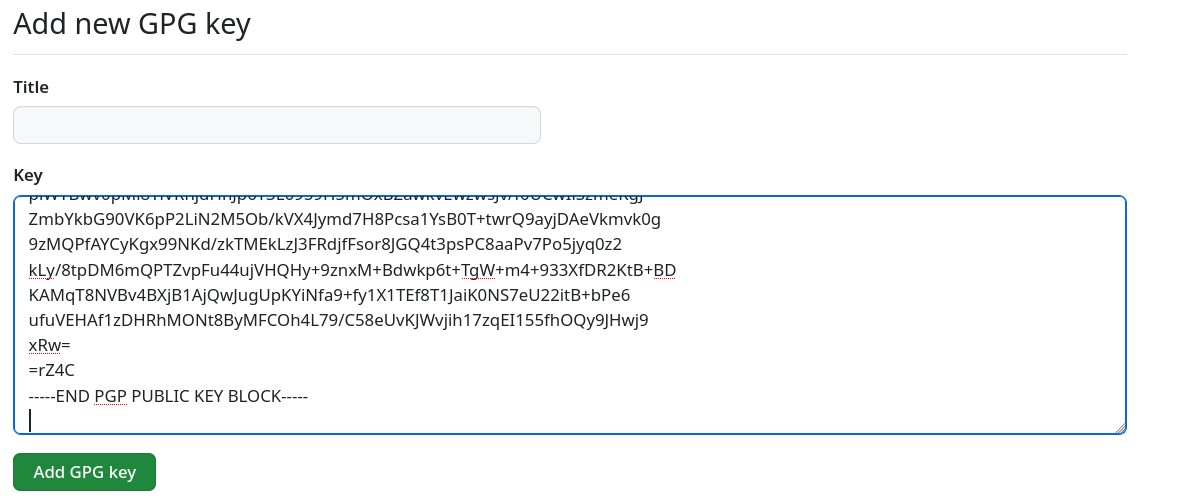 Add new GPG key
Title
Key
ZmbYkbG90VK6pP2LiN2M5Ob/kVX4Jymd7H8Pcsa1YsB0T+twrQ9ayjDAeVkmvk0g
9zMQPfAYCyKgx99NKd/zkTMEkLzJ3FRdjfFsor8JGQ4t3psPC8aaPv7Po5jyq0z2
kLy/8tpDM6mQPTZvpFu44ujVHQHy+9znxM+Bdwkp6t+TgW+m4+933XfDR2KtB+BD
KAMqT8NVBv4BXjB1AjQwJugUpKYiNfa9+fy1X1TEf8T1JaiK0NS7eU22itB+bPe6
ufuVEHAf1zDHRhMONt8ByMFCOh4L79/C58eUvKJWvjih17zqEI155fhOQy9JHwj9
xRw=
=rZ4C
-----END PGP PUBLIC KEY BLOCK-----
Add GPG key